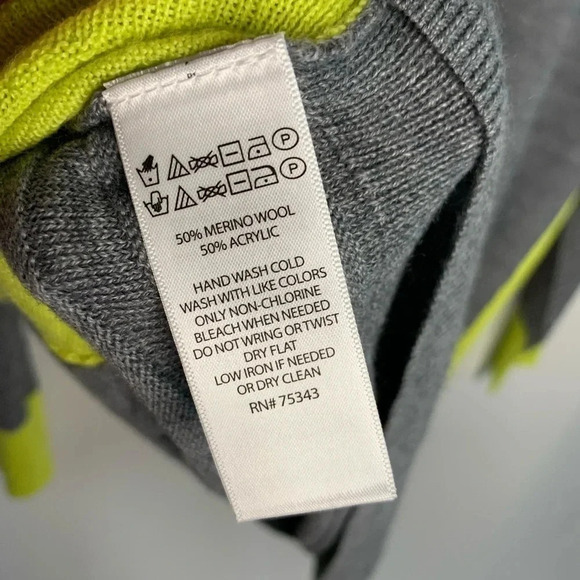 P
P
50% MERINO WOOL
50% ACRYLIC
HAND WASH COLD
WASH WITH LIKE COLORS
ONLY NON-CHLORINE
BLEACH WHEN NEEDED
DO NOT WRING OR TWIST
DRY FLAT
LOW IRON IF NEEDED
OR DRY CLEAN
RN# 75343